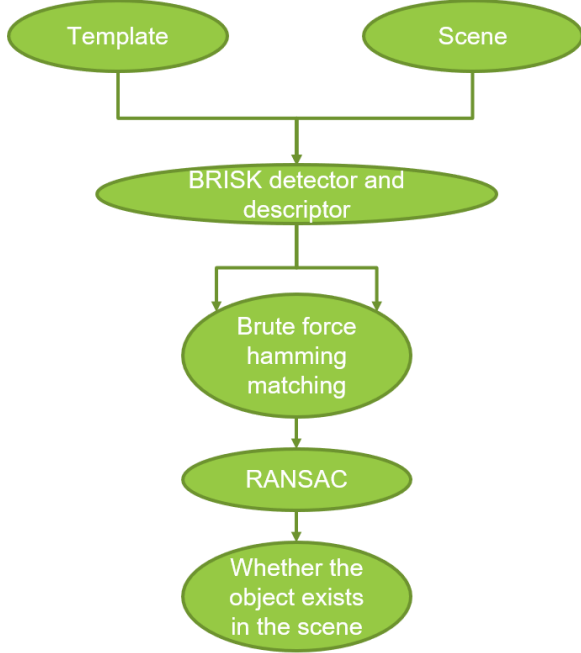 Template
Scene
BRISK detector and
descriptor
Brute force
hamming
matching
RANSAC
Whether the
object exists
in the scene